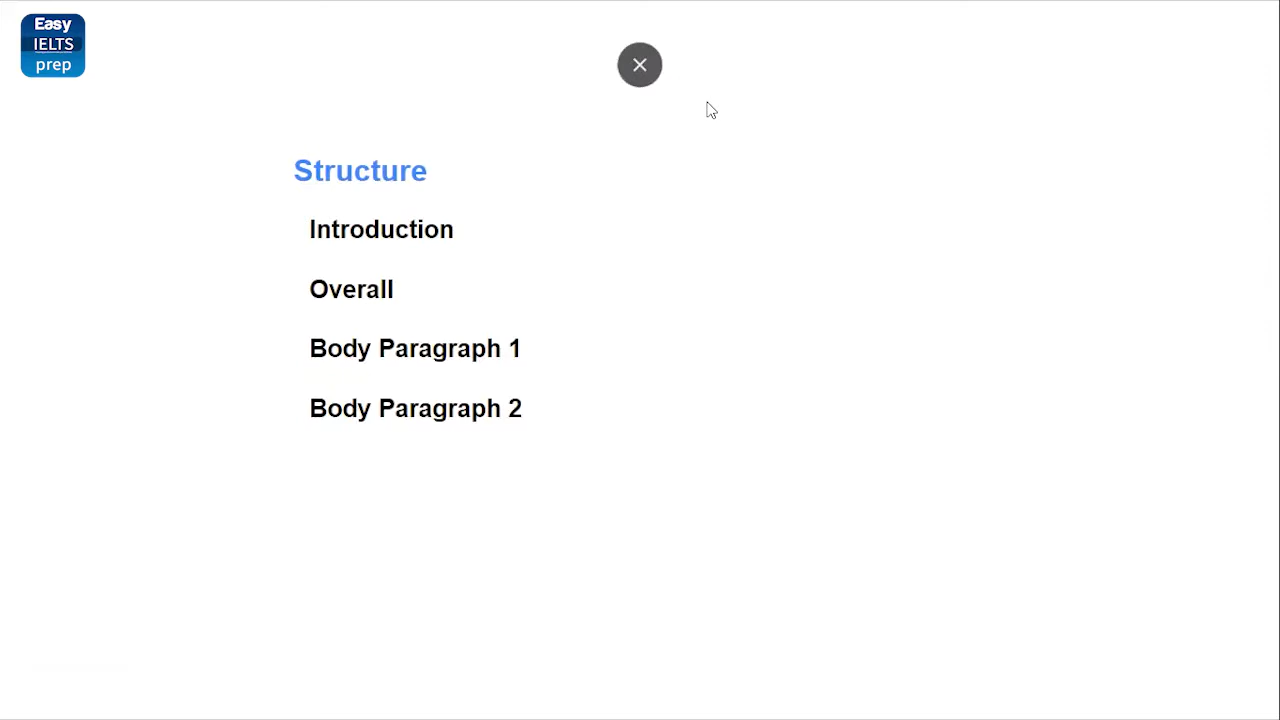 Easy
IELTS
prep
Structure
Introduction
Overall
Body Paragraph 1
Body Paragraph 2